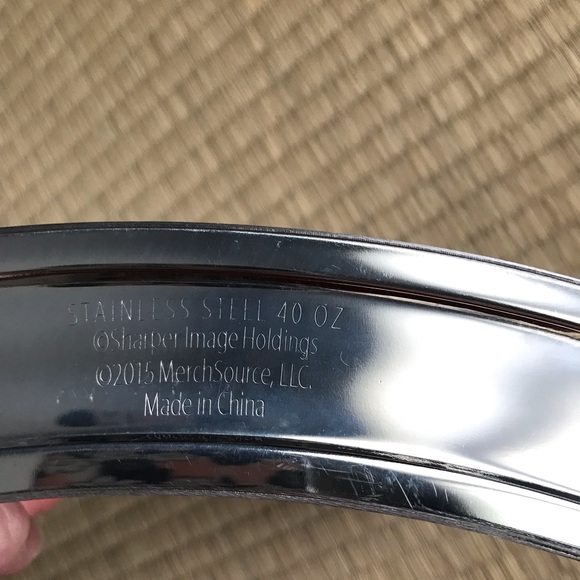 STAINLESS STEEL 40 OZ
©Sharper Image Holdings
©2015 MerchSource, LLC.
Made in China